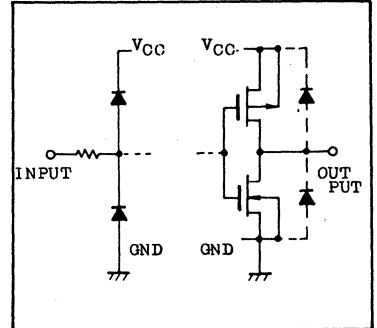 VCC
VCC
INPUT
OUT
PUT
GND
GND